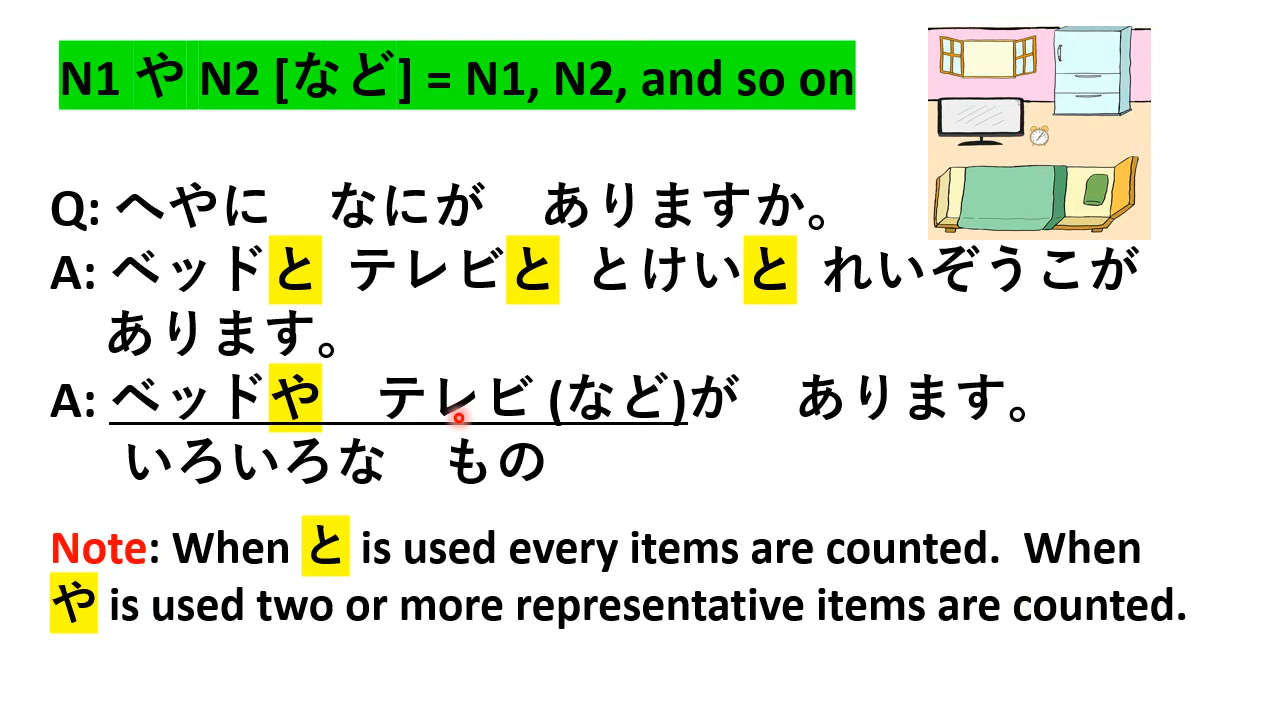 N1 や N2 [など] = N1, N2, and so on
Q: へやに　なにが　ありますか。
A: ベッドと テレビと とけいと れいぞうこが
あります。
A: ベッドや　テレビ (など)が　あります。
いろいろな　もの
Note: When と is used every items are counted. When
や is used two or more representative items are counted.